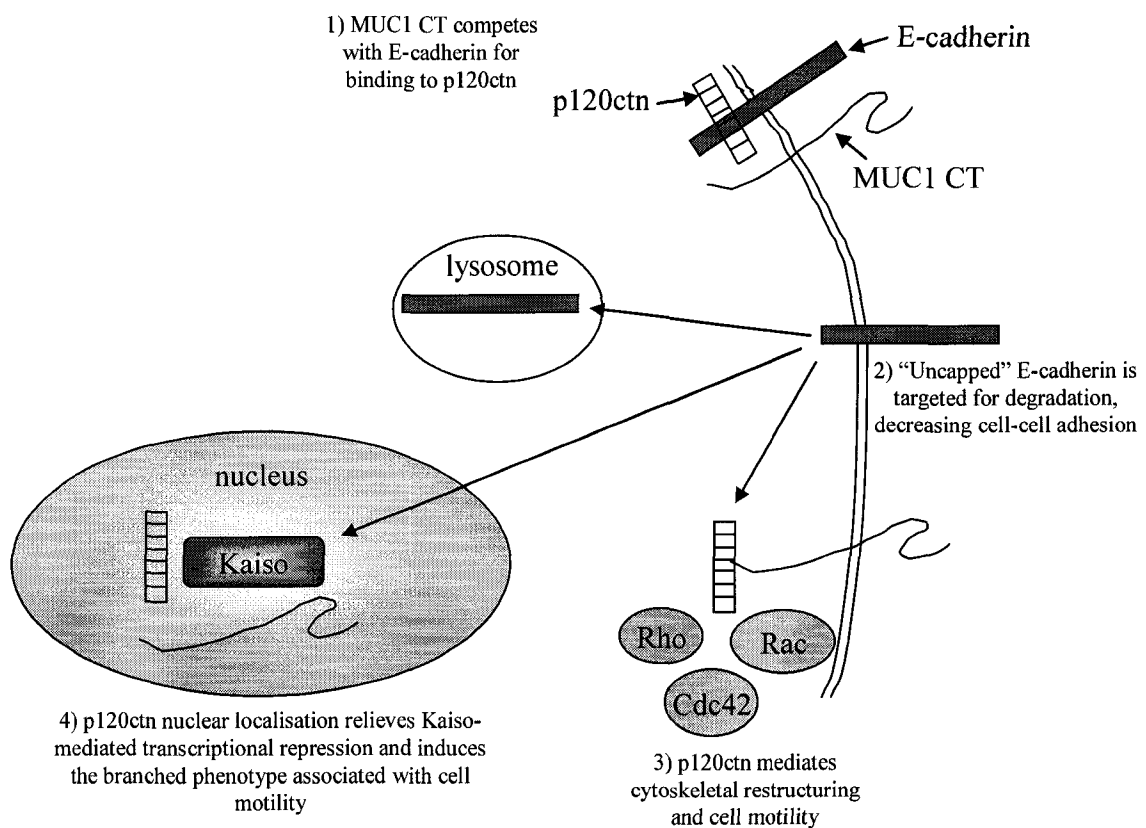 1) MUC1 CT competes
with E-cadherin for
binding to p120ctn
E-cadherin
p120ctn
MUC1 CT
lysosome
2) “Uncapped” E-cadherin is
targeted for degradation,
decreasing cell-cell adhesion
nucleus
Kaiso
Rho
Rac
Cdc42
4) p120ctn nuclear localisation relieves Kaiso-
mediated transcriptional repression and induces
the branched phenotype associated with cell
motility
3) p120ctn mediates
cytoskeletal restructuring
and cell motility